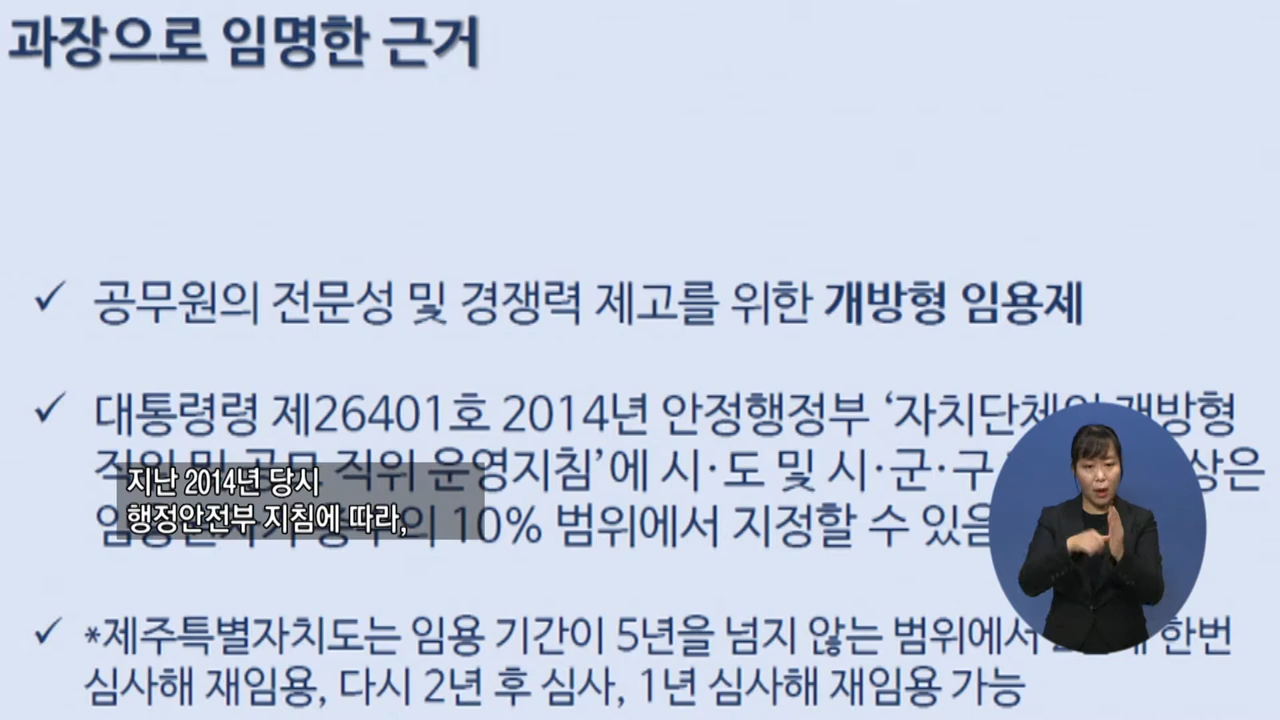 과장으로 임명한 근거
✓ 공무원의 전문성 및 경쟁력 제고를 위한 개방형 임용제
✓ 대통령령 제26401호 2014년 안정행정부 ‘자치단체의 개방형
직위 및 공모 직위 운영지침’에 시·도 및 시·군·구
10% 범위에서 지정할 수 있음
✓ *제주특별자치도는 임용 기간이 5년을 넘지 않는 범위에서 한번
심사해 재임용, 다시 2년 후 심사, 1년 심사해 재임용 가능
지난 2014년 당시
행정안전부 지침에 따라,